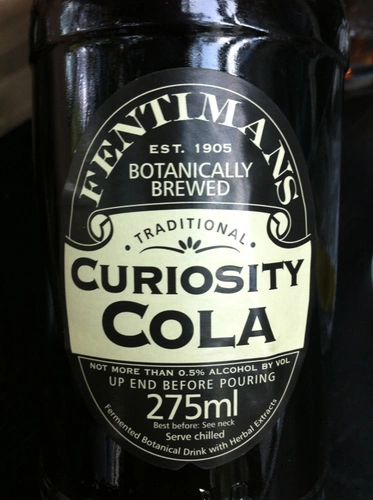 FENTIMANS
EST. 1905
BOTANICALLY
BREWED
• TRADITIONAL •
CURIOSITY
COLA
NOT MORE THAN 0.5% ALCOHOL BY VOL
UP END BEFORE POURING
275ml
Best before: See neck
Serve chilled
Fermented Botanical Drink with Herbal Extracts